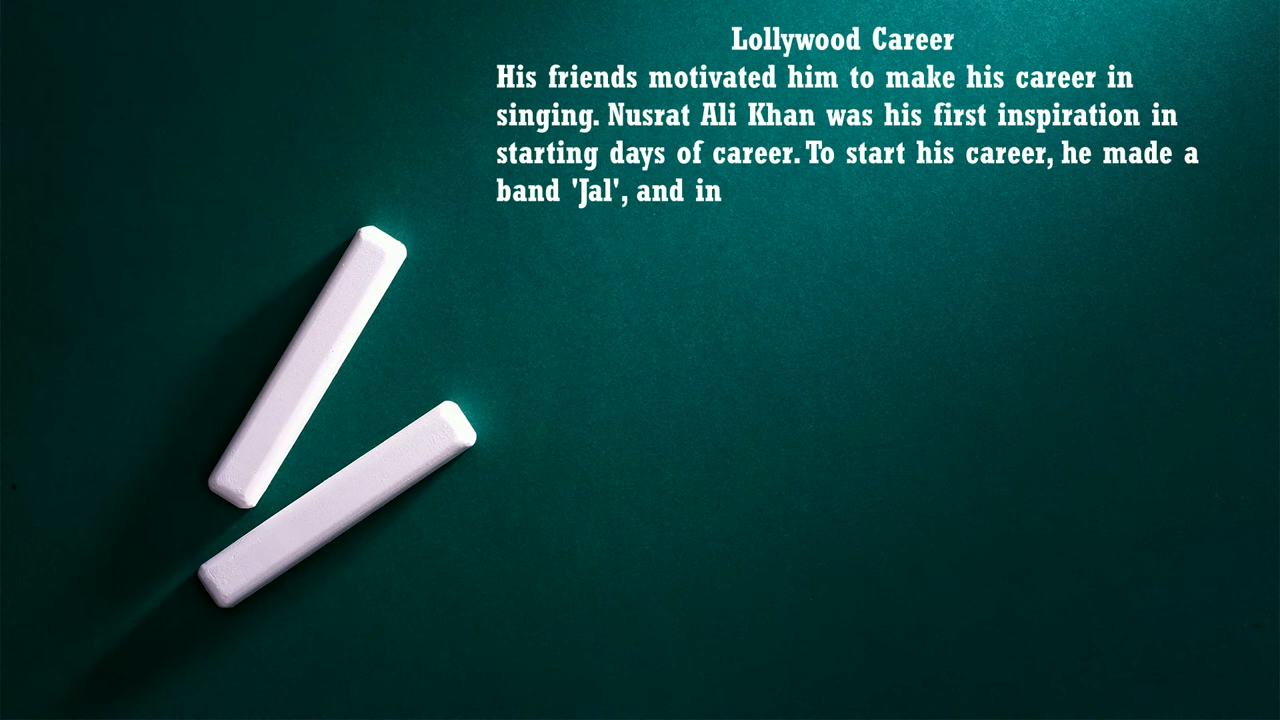 Lollywood Career
His friends motivated him to make his career in
singing. Nusrat Ali Khan was his first inspiration in
starting days of career. To start his career, he made a
band 'Jal', and in